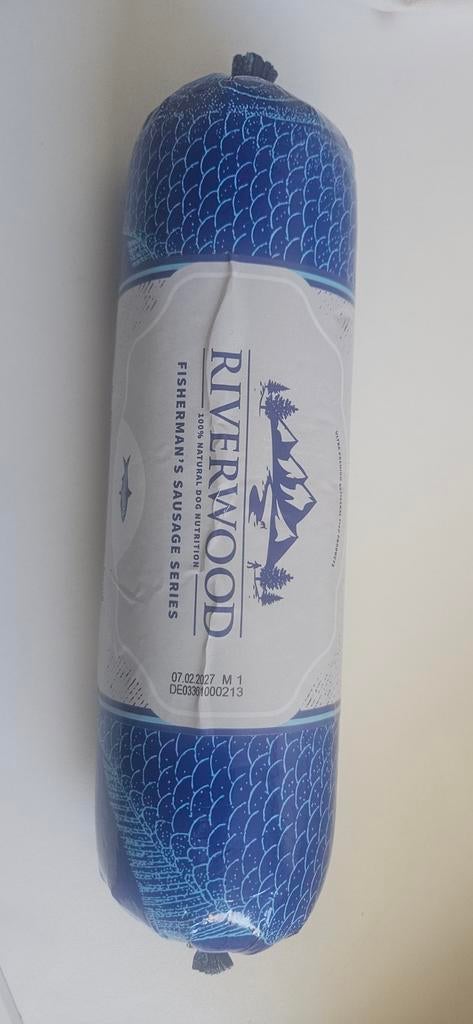 RIVERWOOD
100% NATURAL DOG NUTRITION
FISHERMAN'S SAUSAGE SERIES
07.02.2027 M 1
DE03361000213